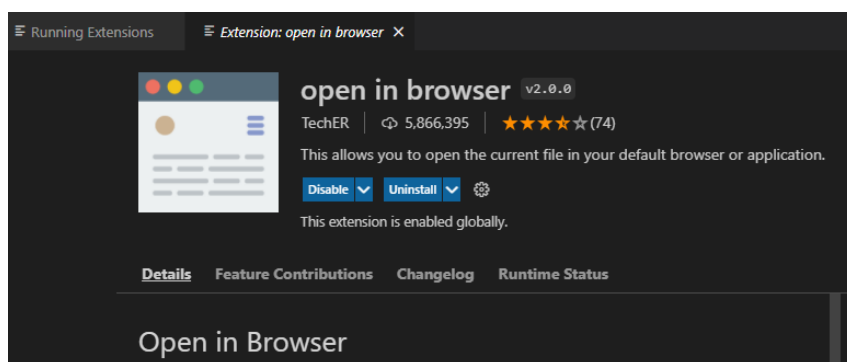 Running Extensions
Extension: open in browser
open in browser v2.0.0
TechER 5,866,395 (74)
This allows you to open the current file in your default browser or application.
Disable Uninstall
This extension is enabled globally.
Details Feature Contributions Changelog Runtime Status
Open in Browser